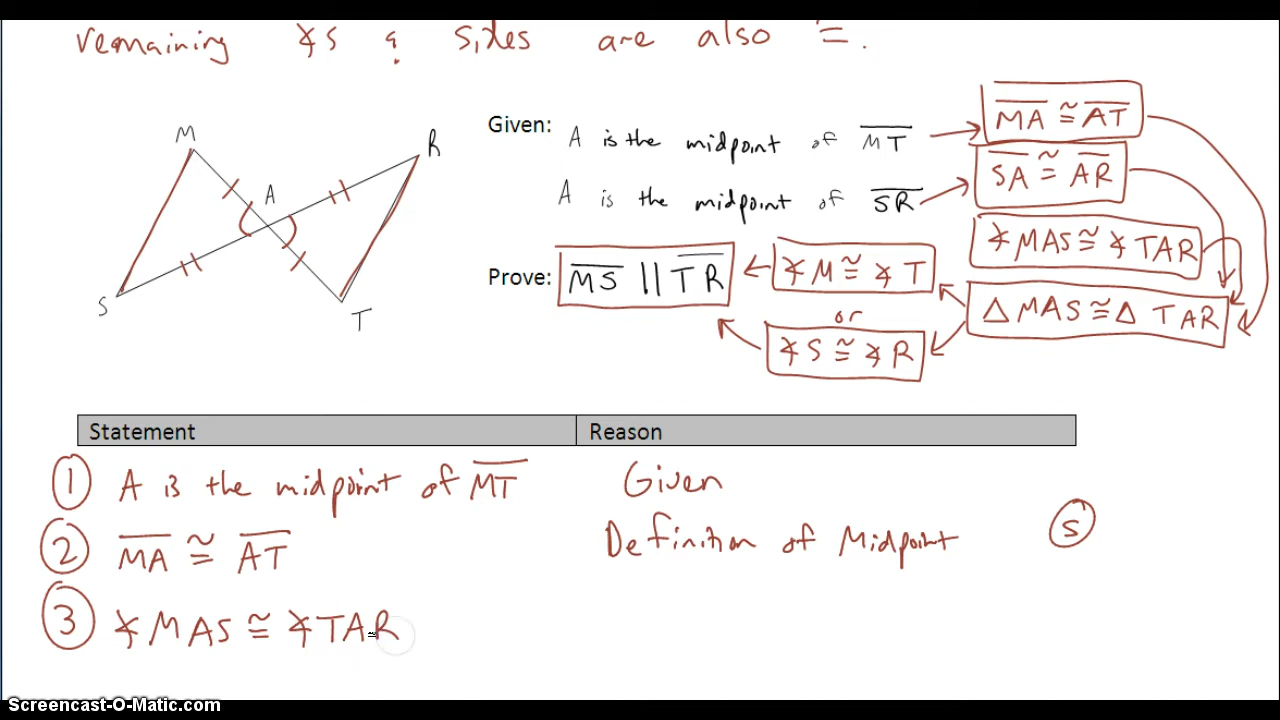 remaining ∡s & sides are also ≅.
M
R
A
S
T
Given: A is the midpoint of MT → MA ≅ AT
A is the midpoint of SR → SA ≅ AR
∡MAS ≅ ∡TAR
Prove: MS || TR ← ∡M ≅ ∡T
or
∡S ≅ ∡R
△MAS ≅ △TAR
Statement Reason
① A is the midpoint of MT Given
② MA ≅ AT Definition of Midpoint Ⓢ
③ ∡MAS ≅ ∡TAR
Screencast-O-Matic.com